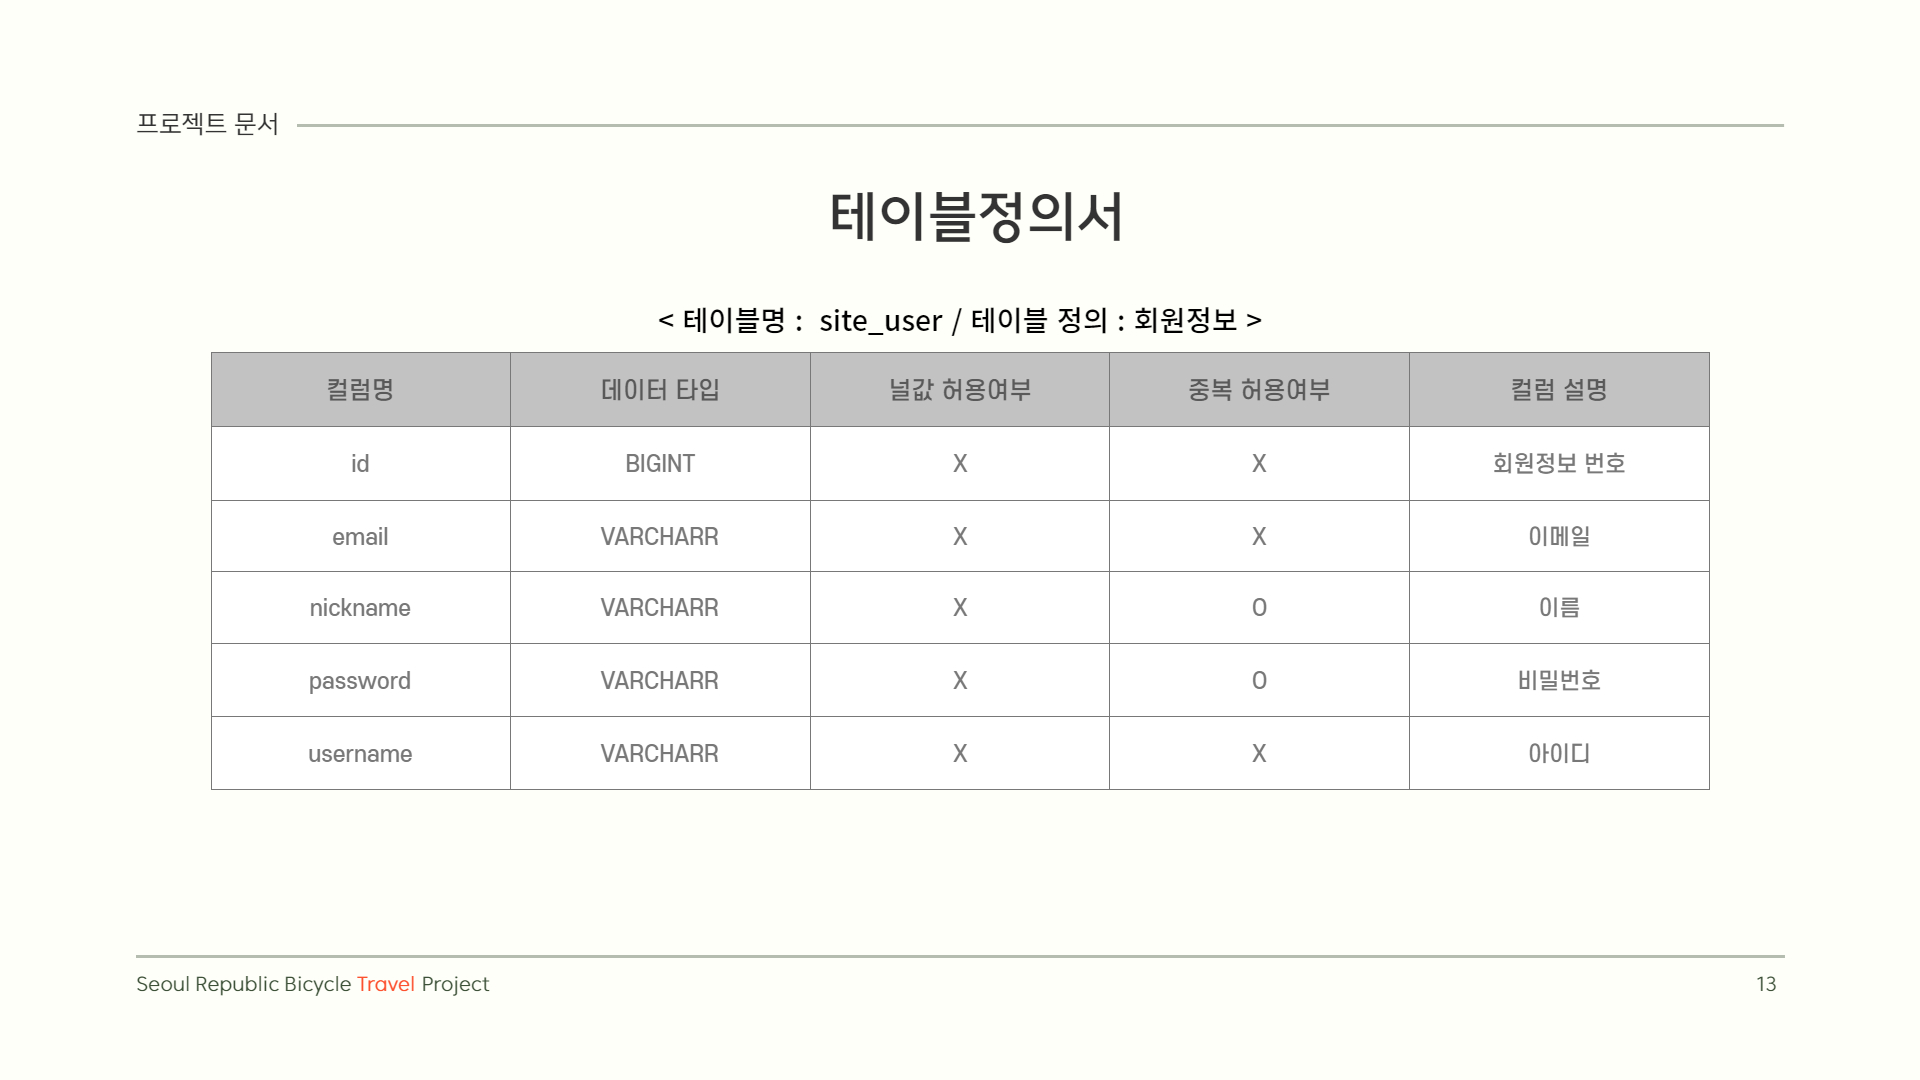 프로젝트 문서
테이블정의서
< 테이블명 :  site_user / 테이블 정의 : 회원정보 >
컬럼명 데이터 타입 널값 허용여부 중복 허용여부 컬럼 설명
id BIGINT X X 회원정보 번호
email VARCHARR X X 이메일
nickname VARCHARR X O 이름
password VARCHARR X O 비밀번호
username VARCHARR X X 아이디
Seoul Republic Bicycle Travel Project 13